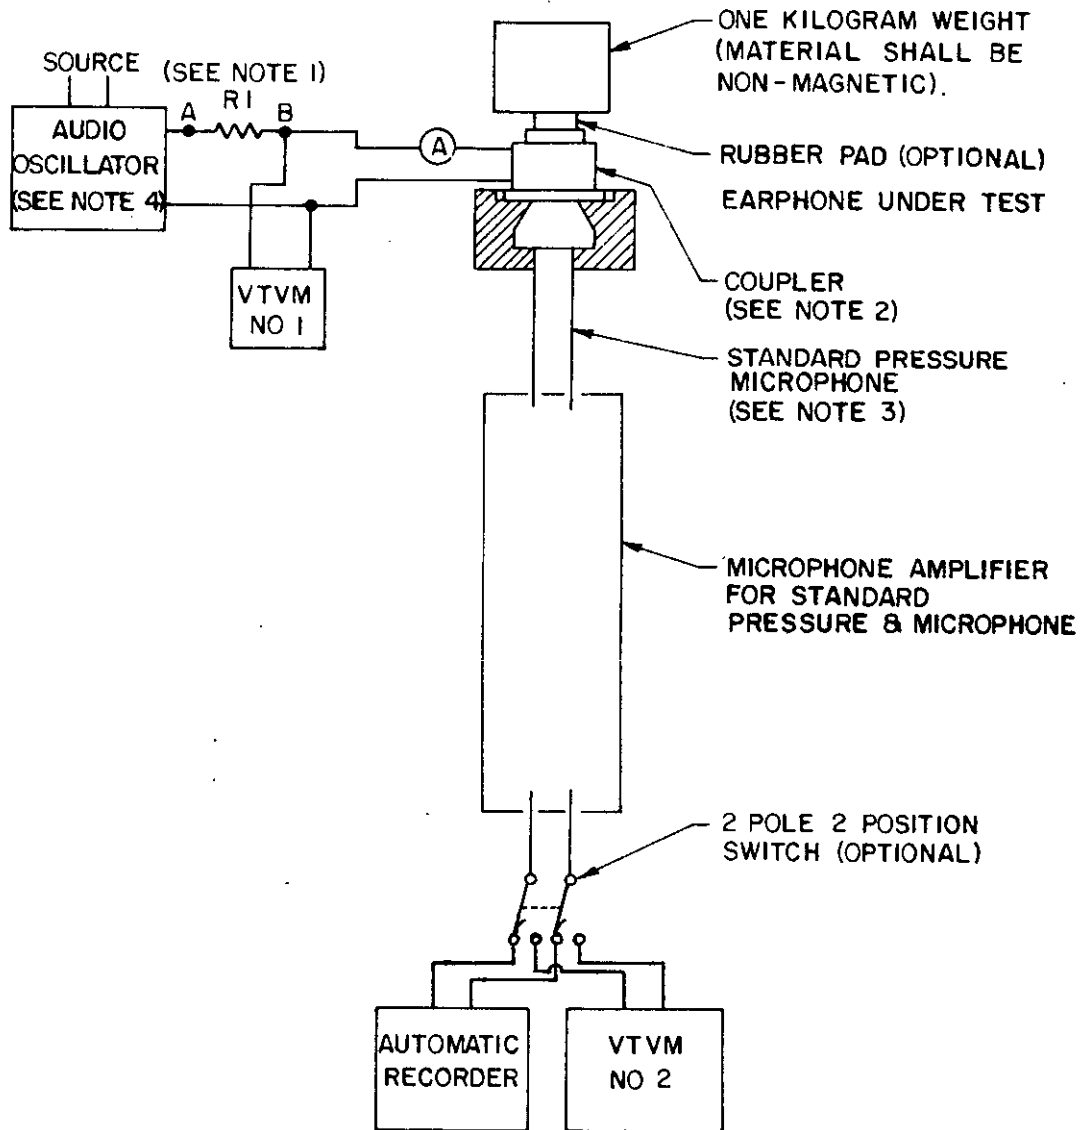 ONE KILOGRAM WEIGHT
(MATERIAL SHALL BE
NON-MAGNETIC).
SOURCE
(SEE NOTE 1)
A
R1
B
AUDIO
OSCILLATOR
(SEE NOTE 4)
A
RUBBER PAD (OPTIONAL)
EARPHONE UNDER TEST
VTVM
NO 1
COUPLER
(SEE NOTE 2)
STANDARD PRESSURE
MICROPHONE
(SEE NOTE 3)
MICROPHONE AMPLIFIER
FOR STANDARD
PRESSURE & MICROPHONE
2 POLE 2 POSITION
SWITCH (OPTIONAL)
AUTOMATIC
RECORDER
VTVM
NO 2